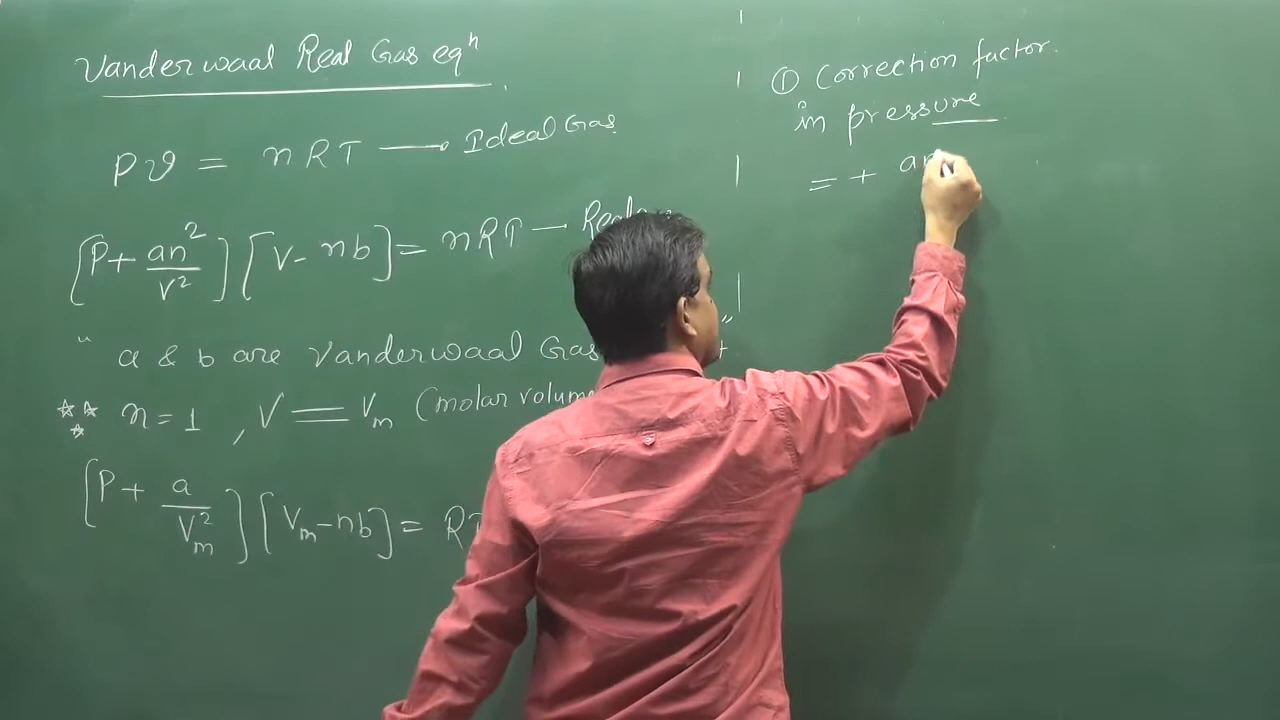 Vanderwaal Real Gas eqⁿ
PV = nRT → Ideal Gas
[P + an²/V²] [V - nb] = nRT — Real
" a & b are Vanderwaal Gas "
** * n = 1 , V = Vₘ (molar volume
[P + a/Vₘ²] [Vₘ - nb] = RT
① Correction factor.
in pressure
= + an